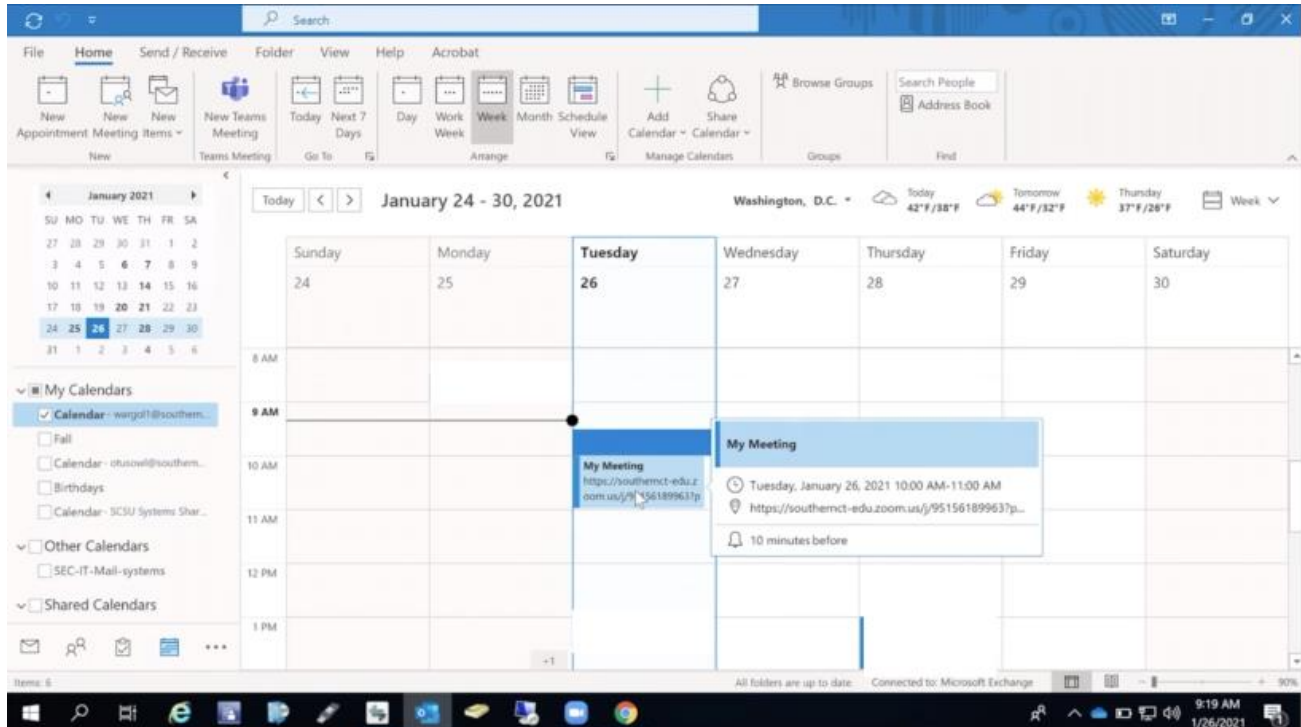 Search
File Home Send / Receive Folder View Help Acrobat
New Appointment
New Meeting
New Items
New Teams Meeting
Today
Next 7 Days
Day
Work Week
Week
Month
Schedule View
Add Calendar
Share Calendar
Browse Groups
Search People
Address Book
New
Teams Meeting
Go To
Arrange
Manage Calendars
Groups
Find
January 2021
SU MO TU WE TH FR SA
27 28 29 30 31 1 2
3 4 5 6 7 8 9
10 11 12 13 14 15 16
17 18 19 20 21 22 23
24 25 26 27 28 29 30
31 1 2 3 4 5 6
My Calendars
Calendar - wargol1@southern...
Fall
Calendar - otusowl@southern...
Birthdays
Calendar - SCSU Systems Shar...
Other Calendars
SEC-IT-Mail-systems
Shared Calendars
Today < > January 24 - 30, 2021
Washington, D.C.
Today 42°F/38°F
Tomorrow 44°F/32°F
Thursday 37°F/26°F
Week
Sunday Monday Tuesday Wednesday Thursday Friday Saturday
24 25 26 27 28 29 30
8 AM
9 AM
10 AM
11 AM
12 PM
1 PM
My Meeting
https://southernct-edu.z
oom.us/j/95156189963?p
My Meeting
Tuesday, January 26, 2021 10:00 AM-11:00 AM
https://southernct-edu.zoom.us/j/95156189963?p...
10 minutes before
+1
Items: 6
All folders are up to date. Connected to: Microsoft Exchange
90%
9:19 AM
1/26/2021